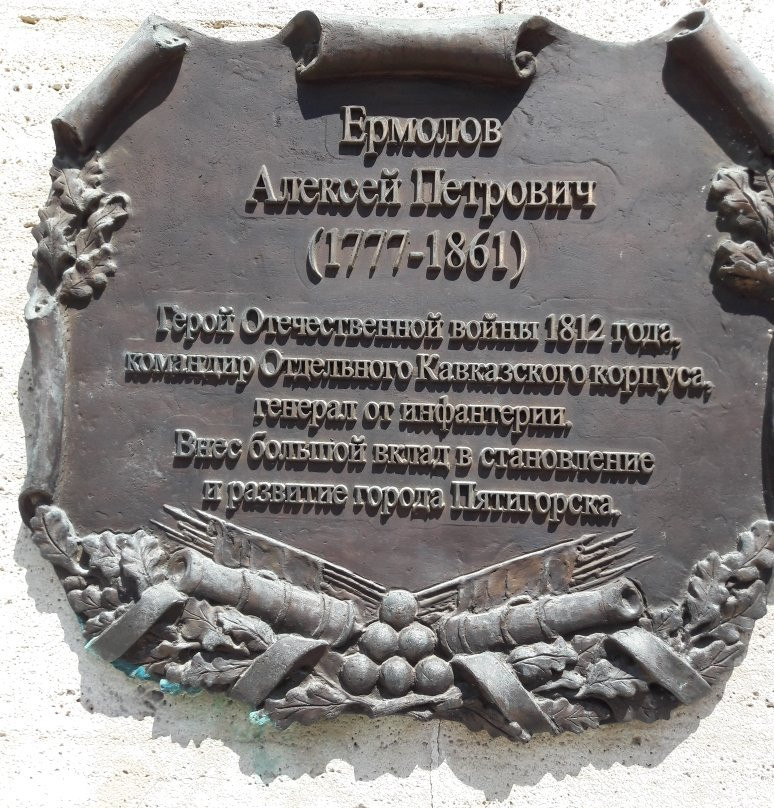 Ермолов
Алексей Петрович
(1777-1861)
Герой Отечественной войны 1812 года,
командир Отдельного Кавказского корпуса,
генерал от инфантерии.
Внес большой вклад в становление
и развитие города Пятигорска.